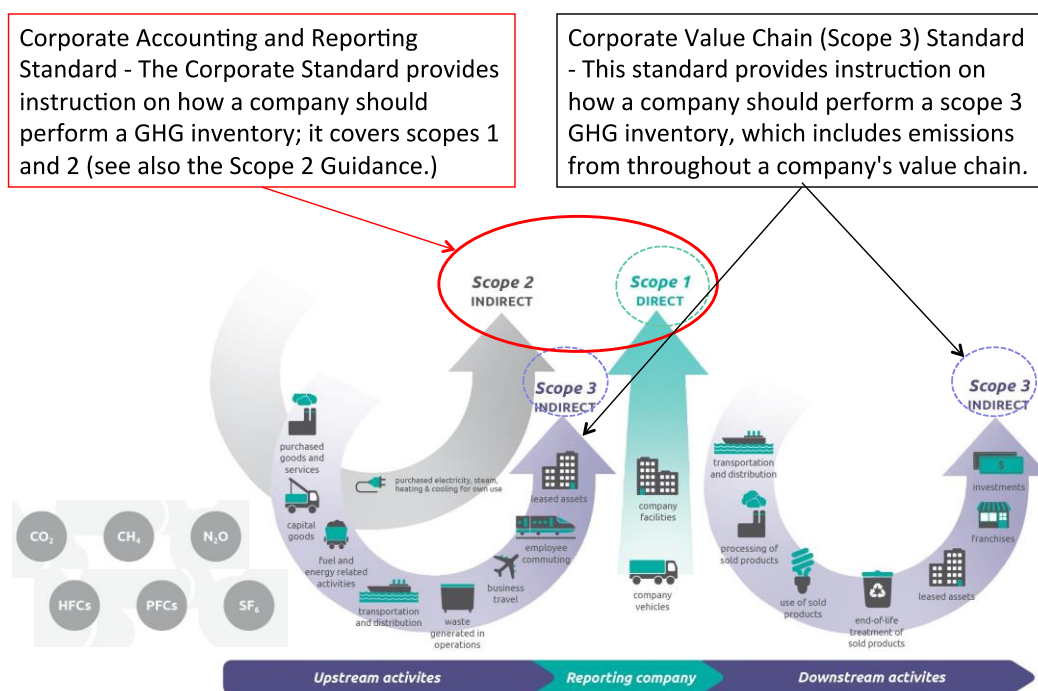 Corporate Accounting and Reporting
Standard - The Corporate Standard provides
instruction on how a company should
perform a GHG inventory; it covers scopes 1
and 2 (see also the Scope 2 Guidance.)
Corporate Value Chain (Scope 3) Standard
- This standard provides instruction on
how a company should perform a scope 3
GHG inventory, which includes emissions
from throughout a company's value chain.
Scope 2
INDIRECT
Scope 1
DIRECT
Scope 3
INDIRECT
Scope 3
INDIRECT
purchased
goods and
services
capital
goods
fuel and
energy related
activities
transportation
and distribution
waste
generated in
operations
business
travel
employee
commuting
leased assets
purchased electricity, steam,
heating & cooling for own use
company
facilities
company
vehicles
transportation
and distribution
processing of
sold products
use of sold
products
end-of-life
treatment of
sold products
leased assets
franchises
investments
$
CO₂
CH₄
N₂O
HFCs
PFCs
SF₆
Upstream activites
Reporting company
Downstream activites